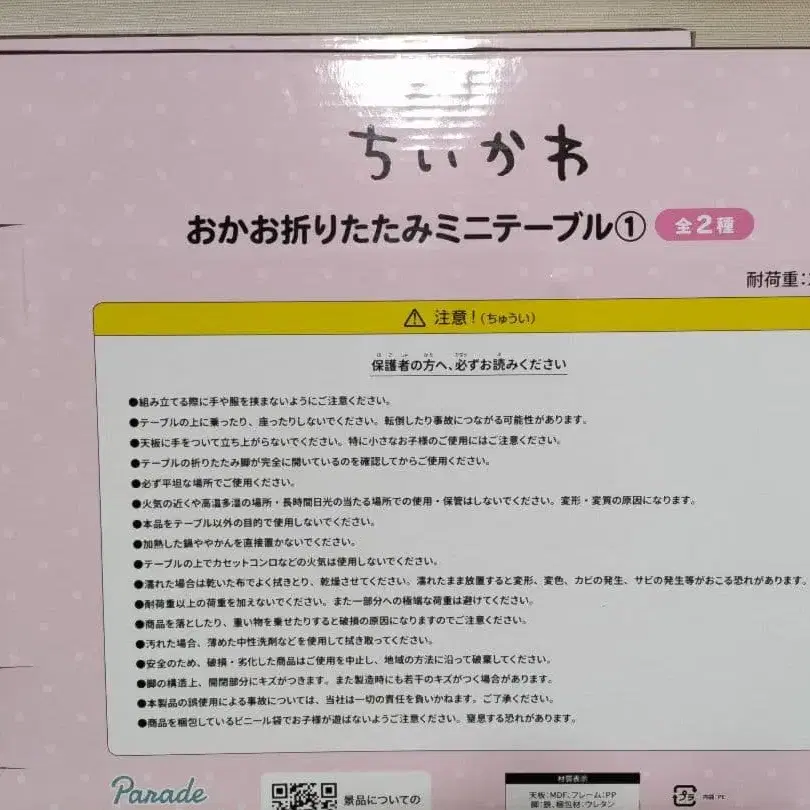 ちいかわ
おかお折りたたみミニテーブル① 全2種
耐荷重:
⚠ 注意!(ちゅうい)
保護者の方へ、必ずお読みください
●組み立てる際に手や服を挟まないようにご注意ください。
●テーブルの上に乗ったり、座ったりしないでください。転倒したり事故につながる可能性があります。
●天板に手をついて立ち上がらないでください。特に小さなお子様のご使用にはご注意ください。
●テーブルの折りたたみ脚が完全に開いているのを確認してからご使用ください。
●必ず平坦な場所でご使用ください。
●火気の近くや高温多湿の場所・長時間日光の当たる場所での使用・保管はしないでください。変形・変質の原因になります。
●本品をテーブル以外の目的で使用しないでください。
●加熱した鍋ややかんを直接置かないでください。
●テーブルの上でカセットコンロなどの火気は使用しないでください。
●濡れた場合は乾いた布でよく拭きとり、乾燥させてください。濡れたまま放置すると変形、変色、カビの発生、サビの発生等がおこる恐れがあります。
●耐荷重以上の荷重を加えないでください。また一部分への極端な荷重は避けてください。
●商品を落としたり、重い物を乗せたりすると破損の原因になりますのでご注意ください。
●汚れた場合、薄めた中性洗剤などを使用して拭き取ってください。
●安全のため、破損・劣化した商品はご使用を中止し、地域の方法に沿って破棄してください。
●脚の構造上、開閉部分にキズがつきます。また製造時にも若干のキズがつく場合があります。
●本製品の誤使用による事故については、当社は一切の責任を負いかねます。ご了承ください。
●商品を梱包しているビニール袋でお子様が遊ばないようご注意ください。窒息する恐れがあります。
Parade
景品についての
材質表示
天板:MDF、フレーム:PP
脚:鉄、梱包材:ウレタン
プラ
内袋 PE